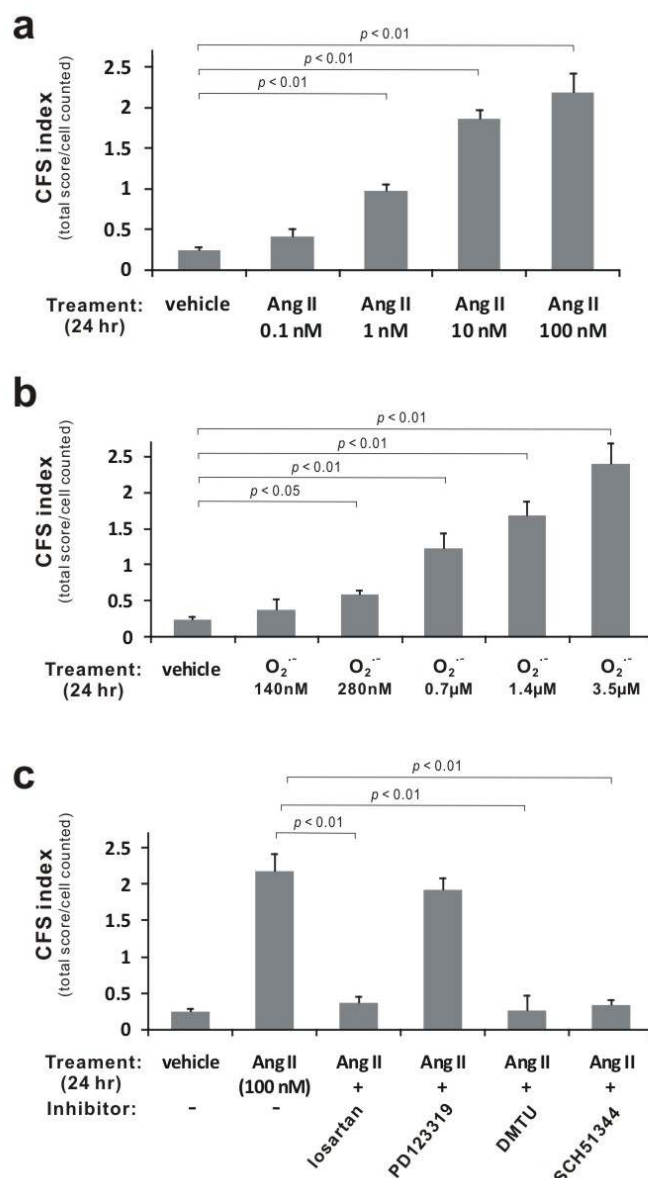 a
p < 0.01
p < 0.01
p < 0.01
CFS index
(total score/cell counted)
2.5
2
1.5
1
0.5
0
Treament:
(24 hr)
vehicle
Ang II
0.1 nM
Ang II
1 nM
Ang II
10 nM
Ang II
100 nM
b
p < 0.01
p < 0.01
p < 0.01
p < 0.05
CFS index
(total score/cell counted)
2.5
2
1.5
1
0.5
0
Treament:
(24 hr)
vehicle
O₂·⁻
140nM
O₂·⁻
280nM
O₂·⁻
0.7µM
O₂·⁻
1.4µM
O₂·⁻
3.5µM
c
p < 0.01
p < 0.01
p < 0.01
CFS index
(total score/cell counted)
2.5
2
1.5
1
0.5
0
Treament:
(24 hr)
Inhibitor:
vehicle
–
Ang II
(100 nM)
–
Ang II
+
losartan
Ang II
+
PD123319
Ang II
+
DMTU
Ang II
+
SCH51344